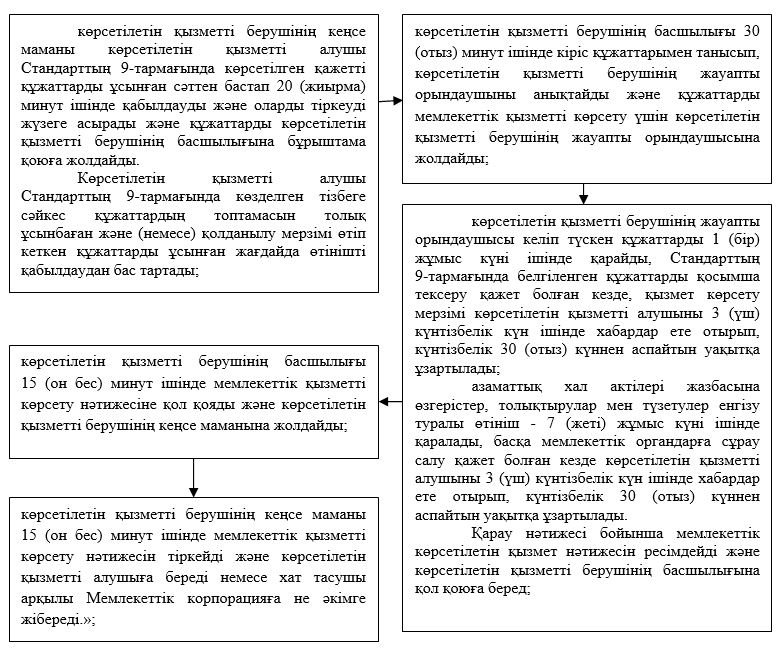 көрсетілетін қызметті берушінің кеңсе
маманы көрсетілетін қызметті алушы
Стандарттың 9-тармағында көрсетілген қажетті
құжаттарды ұсынған сәттен бастап 20 (жиырма)
минут ішінде қабылдауды және оларды тіркеуді
жүзеге асырады және құжаттарды көрсетілетін
қызметті берушінің басшылығына бұрыштама
қоюға жолдайды.
Көрсетілетін қызметті алушы
Стандарттың 9-тармағында көзделген тізбеге
сәйкес құжаттардың топтамасын толық
ұсынбаған және (немесе) қолданылу мерзімі өтіп
кеткен құжаттарды ұсынған жағдайда өтінішті
қабылдаудан бас тартады;
көрсетілетін қызметті берушінің басшылығы 30
(отыз) минут ішінде кіріс құжаттарымен танысып,
көрсетілетін қызметті берушінің жауапты
орындаушыны анықтайды және құжаттарды
мемлекеттік қызметті көрсету үшін көрсетілетін
қызметті берушінің жауапты орындаушысына
жолдайды;
көрсетілетін қызметті берушінің жауапты
орындаушысы келіп түскен құжаттарды 1 (бір)
жұмыс күні ішінде қарайды, Стандарттың
9-тармағында белгіленген құжаттарды қосымша
тексеру қажет болған кезде, қызмет көрсету
мерзімі көрсетілетін қызметті алушыны 3 (үш)
күнтізбелік күн ішінде хабардар ете отырып,
күнтізбелік 30 (отыз) күннен аспайтын уақытқа
ұзартылады;
азаматтық хал актілері жазбасына
өзгерістер, толықтырулар мен түзетулер енгізу
туралы өтініш - 7 (жеті) жұмыс күні ішінде
қаралады, басқа мемлекеттік органдарға сұрау
салу қажет болған кезде көрсетілетін қызметті
алушыны 3 (үш) күнтізбелік күн ішінде хабардар
ете отырып, күнтізбелік 30 (отыз) күннен
аспайтын уақытқа ұзартылады.
Қарау нәтижесі бойынша мемлекеттік
көрсетілетін қызмет нәтижесін ресімдейді және
көрсетілетін қызметті берушінің басшылығына
қол қоюға беред;
көрсетілетін қызметті берушінің басшылығы
15 (он бес) минут ішінде мемлекеттік қызметті
көрсету нәтижесіне қол қояды және көрсетілетін
қызметті берушінің кеңсе маманына жолдайды;
көрсетілетін қызметті берушінің кеңсе маманы
15 (он бес) минут ішінде мемлекеттік қызметті
көрсету нәтижесін тіркейді және көрсетілетін
қызметті алушыға береді немесе хат тасушы
арқылы Мемлекеттік корпорацияға не әкімге
жібереді.»;